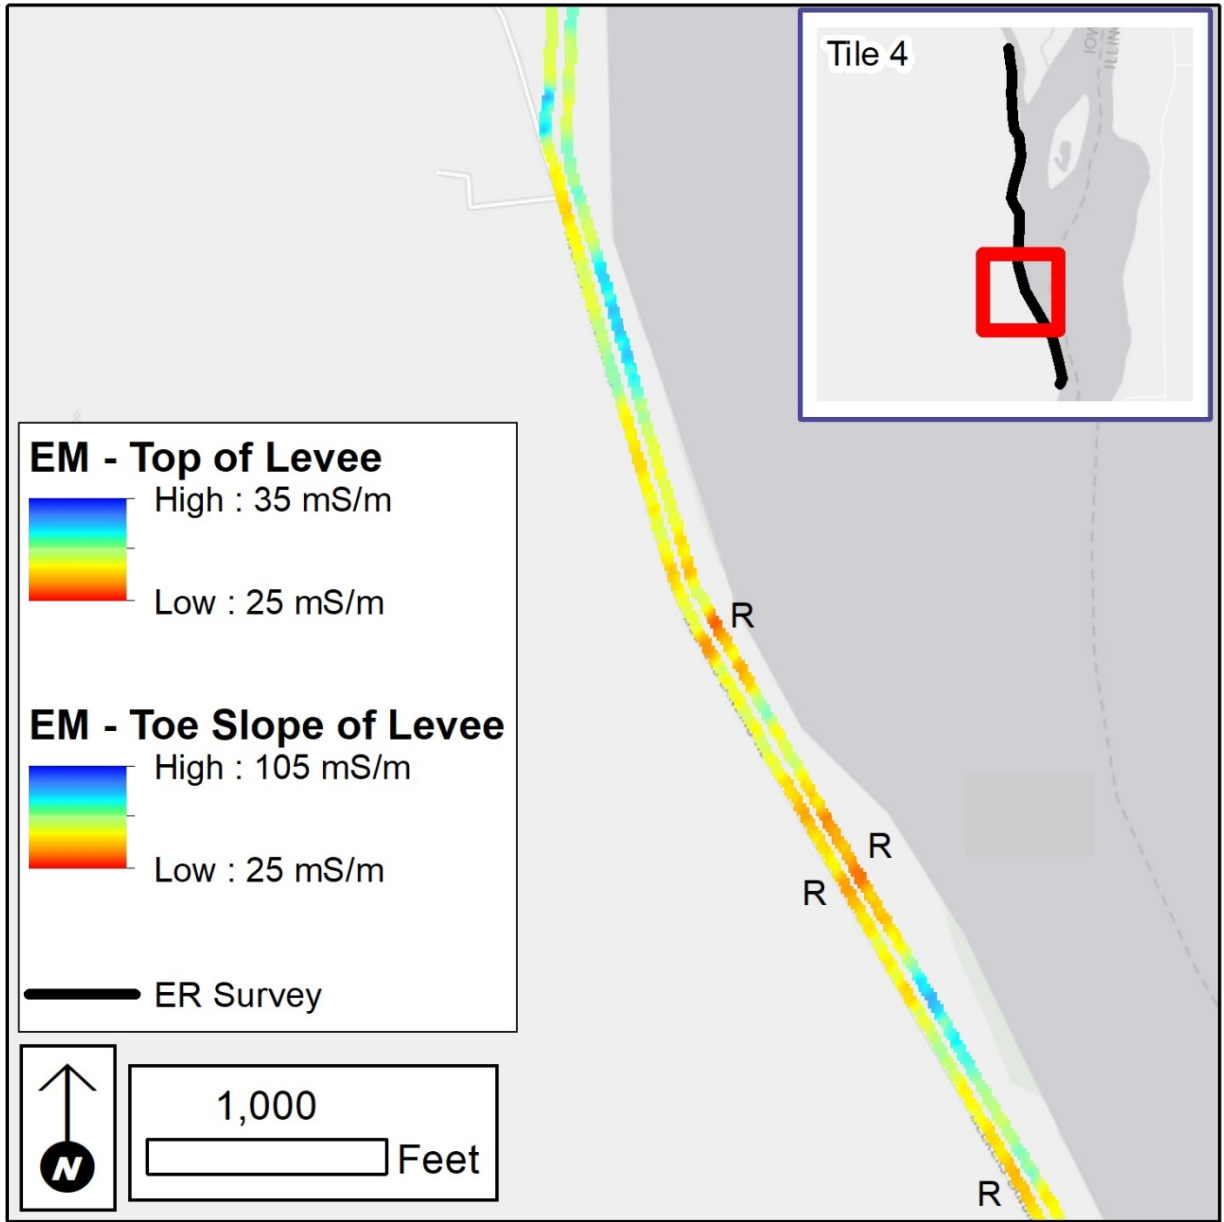 Tile 4
EM - Top of Levee
High : 35 mS/m
Low : 25 mS/m
EM - Toe Slope of Levee
High : 105 mS/m
Low : 25 mS/m
ER Survey
N
1,000
Feet
R
R
R
R